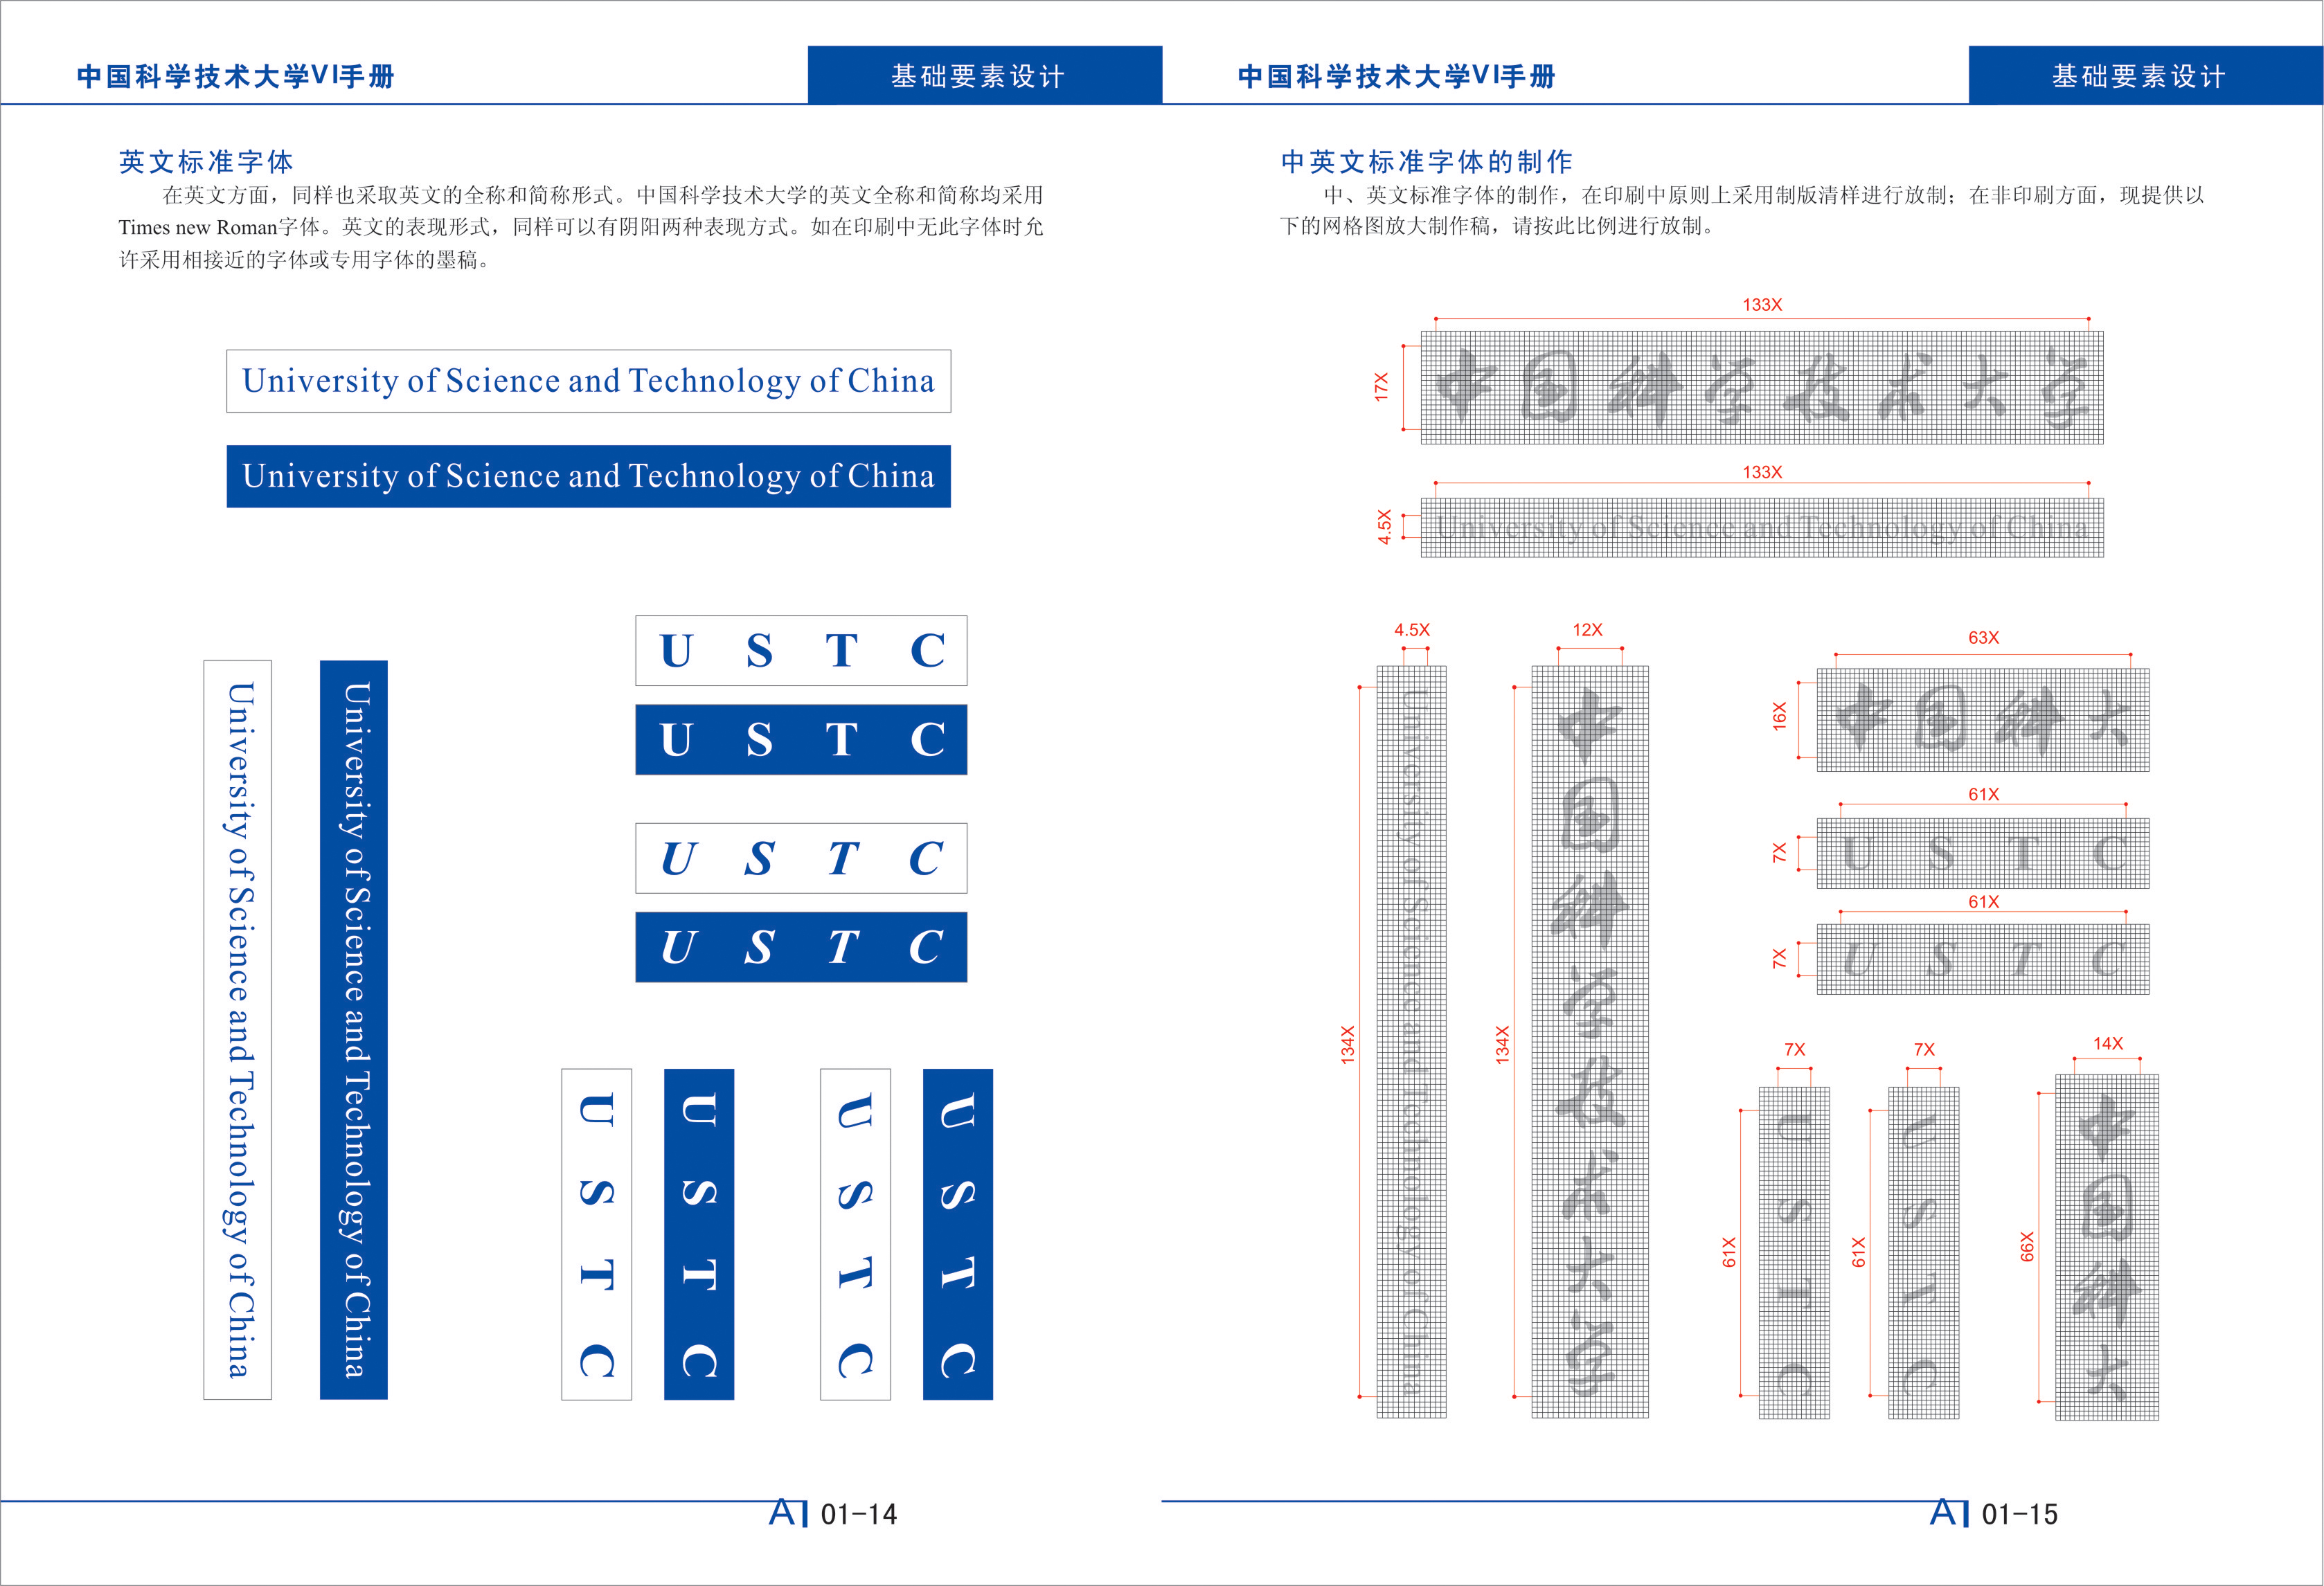 中国科学技术大学VI手册
基础要素设计
英文标准字体
在英文方面，同样也采取英文的全称和简称形式。中国科学技术大学的英文全称和简称均采用
Times new Roman字体。英文的表现形式，同样可以有阴阳两种表现方式。如在印刷中无此字体时允
许采用相接近的字体或专用字体的墨稿。
University of Science and Technology of China
University of Science and Technology of China
University of Science and Technology of China
University of Science and Technology of China
U S T C
U S T C
U S T C
U S T C
U S T C
U S T C
U S T C
U S T C
A1 01-14
中国科学技术大学VI手册
基础要素设计
中英文标准字体的制作
中、英文标准字体的制作，在印刷中原则上采用制版清样进行放制；在非印刷方面，现提供以
下的网格图放大制作稿，请按此比例进行放制。
133X
17X
中国科学技术大学
133X
4.5X
University of Science and Technology of China
4.5X
134X
University of Science and Technology of China
12X
134X
中国科学技术大学
63X
16X
中国科大
61X
7X
U S T C
61X
7X
U S T C
7X
61X
U S T C
7X
61X
U S T C
14X
66X
中国科大
A1 01-15